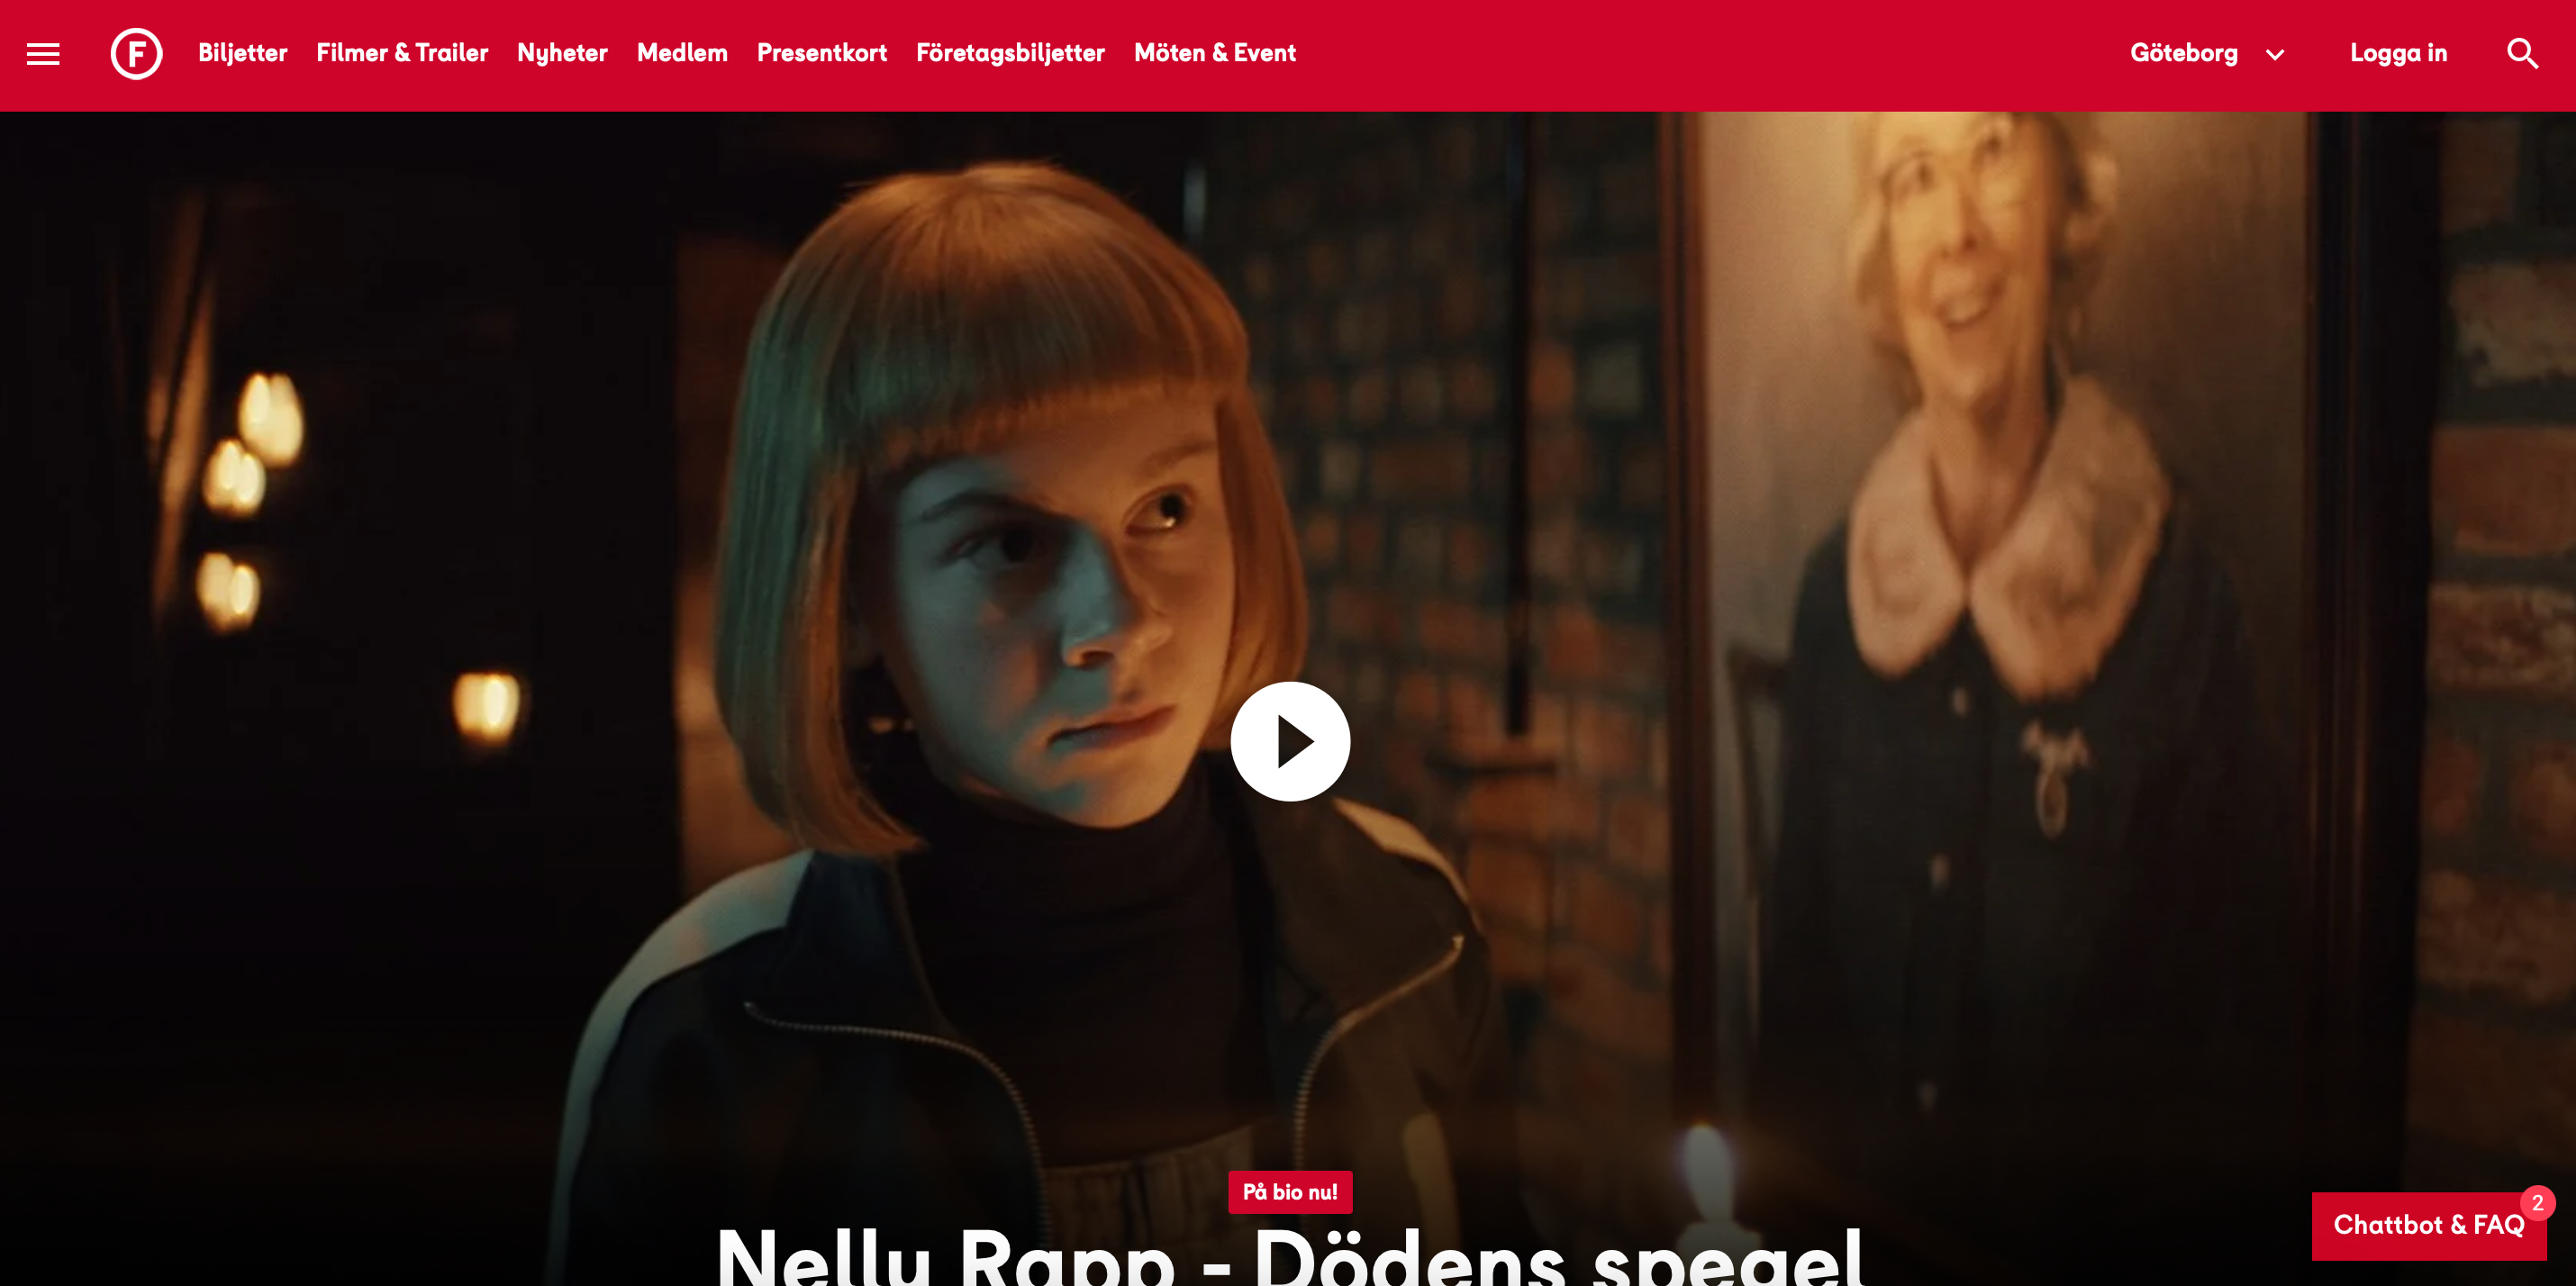 F Biljetter Filmer & Trailer Nyheter Medlem Presentkort Företagsbiljetter Möten & Event Göteborg Logga in
På bio nu!
Nelly Rapp - Dödens spegel
2
Chattbot & FAQ